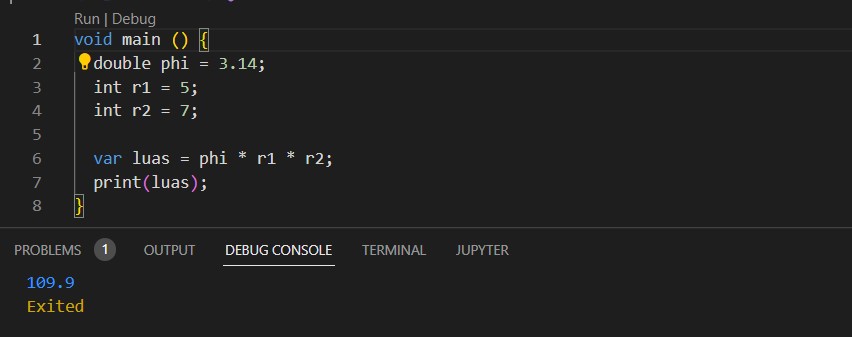 Run | Debug
1 void main () {
2 double phi = 3.14;
3 int r1 = 5;
4 int r2 = 7;
5
6 var luas = phi * r1 * r2;
7 print(luas);
8 }
PROBLEMS 1 OUTPUT DEBUG CONSOLE TERMINAL JUPYTER
109.9
Exited